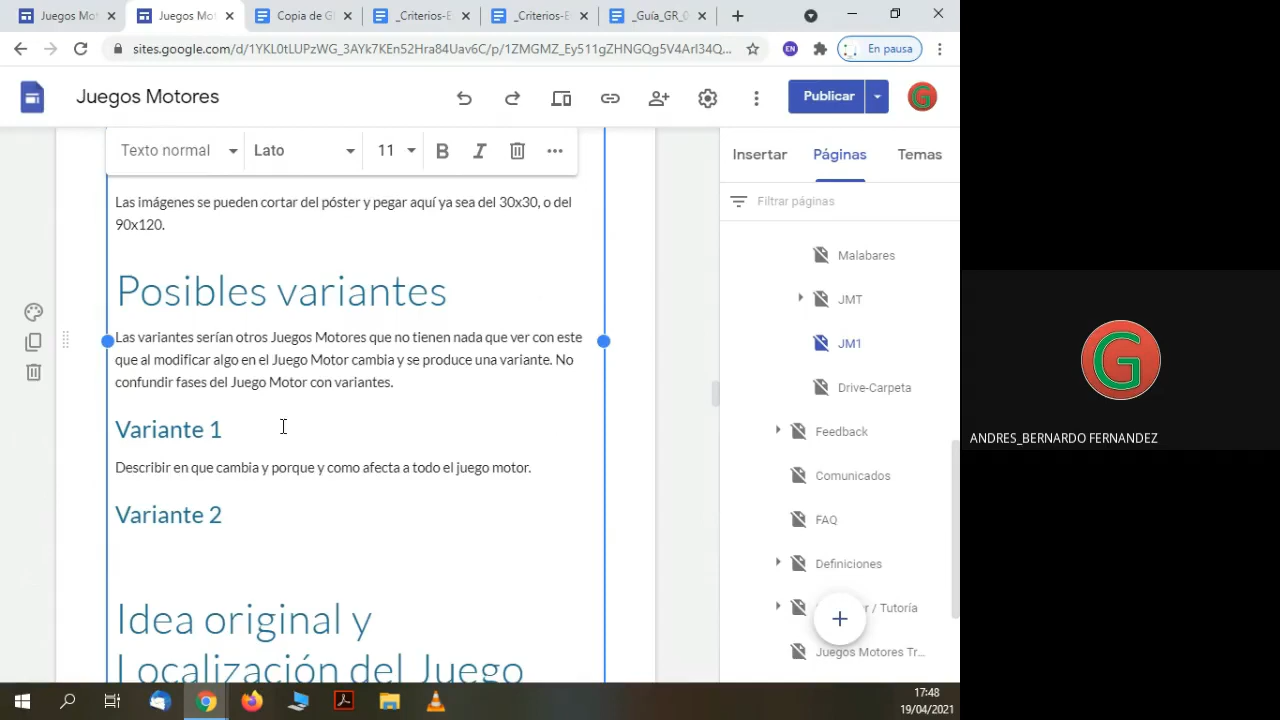 Juegos Mot
Juegos Mot
Copia de G
_Criterios-E
_Criterios-E
_Guía_GR_0
sites.google.com/d/1YKL0tLUPzWG_3AYk7KEn52Hra84Uav6C/p/1ZMGMZ_Ey511gZHNGQg5V4ArI34Q...
EN
En pausa
Juegos Motores
Publicar
G
Texto normal
Lato
11
B
I
Insertar
Páginas
Temas
Filtrar páginas
Las imágenes se pueden cortar del póster y pegar aquí ya sea del 30x30, o del
90x120.
Posibles variantes
Las variantes serían otros Juegos Motores que no tienen nada que ver con este
que al modificar algo en el Juego Motor cambia y se produce una variante. No
confundir fases del Juego Motor con variantes.
Variante 1
Describir en que cambia y porque y como afecta a todo el juego motor.
Variante 2
Idea original y
Localización del Juego
Malabares
JMT
JM1
Drive-Carpeta
Feedback
Comunicados
FAQ
Definiciones
r / Tutoría
Juegos Motores Tr...
G
ANDRES_BERNARDO FERNANDEZ
17:48
19/04/2021